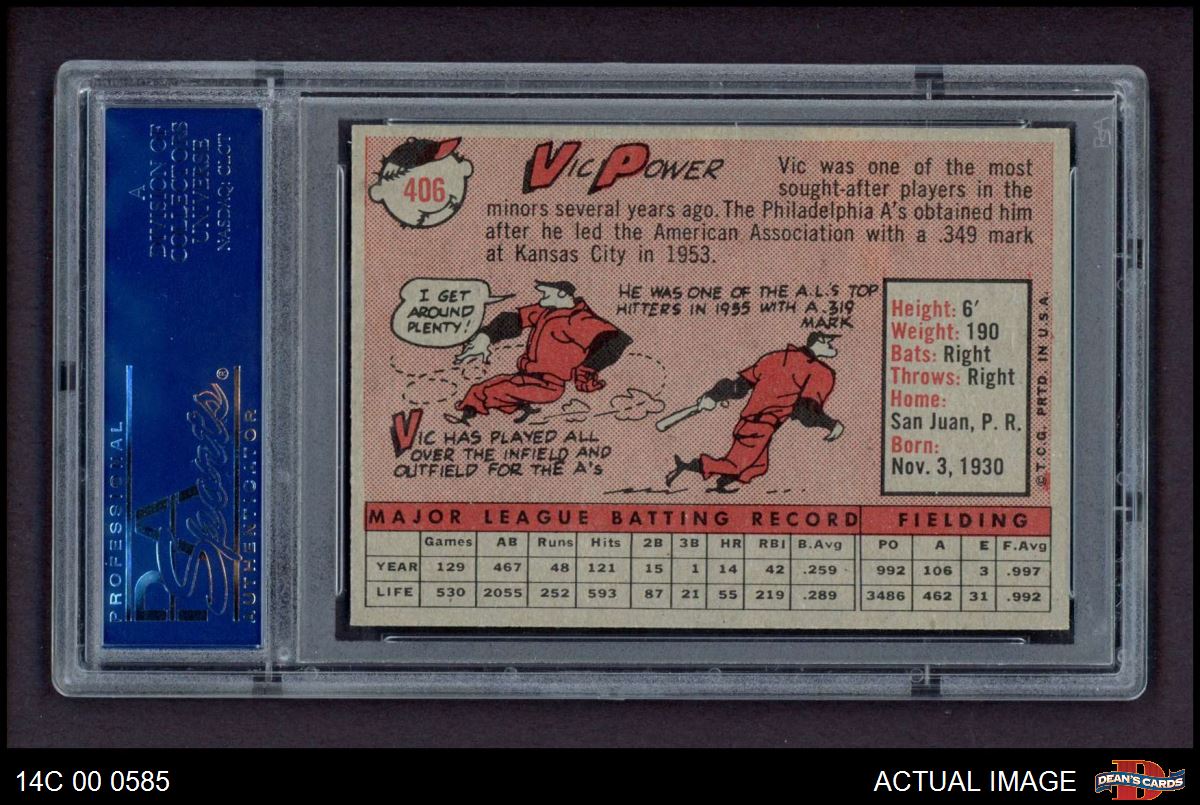 A
DIVISION OF
COLLECTORS
UNIVERSE
NASDAQ: CLCT
PROFESSIONAL
PSA
Sports®
AUTHENTICATOR
PSA
406
VIC POWER
Vic was one of the most
sought-after players in the
minors several years ago. The Philadelphia A's obtained him
after he led the American Association with a .349 mark
at Kansas City in 1953.
I GET
AROUND
PLENTY!
HE WAS ONE OF THE A.L.'S TOP
HITTERS IN 1955 WITH A .319
MARK
VIC HAS PLAYED ALL
OVER THE INFIELD AND
OUTFIELD FOR THE A's
Height: 6'
Weight: 190
Bats: Right
Throws: Right
Home:
San Juan, P. R.
Born:
Nov. 3, 1930
© T.C.G. PRTD. IN U.S.A.
MAJOR LEAGUE BATTING RECORD FIELDING
Games AB Runs Hits 2B 3B HR RBI B.Avg PO A E F.Avg
YEAR 129 467 48 121 15 1 14 42 .259 992 106 3 .997
LIFE 530 2055 252 593 87 21 55 219 .289 3486 462 31 .992
14C 00 0585
ACTUAL IMAGE
DEAN'S CARDS